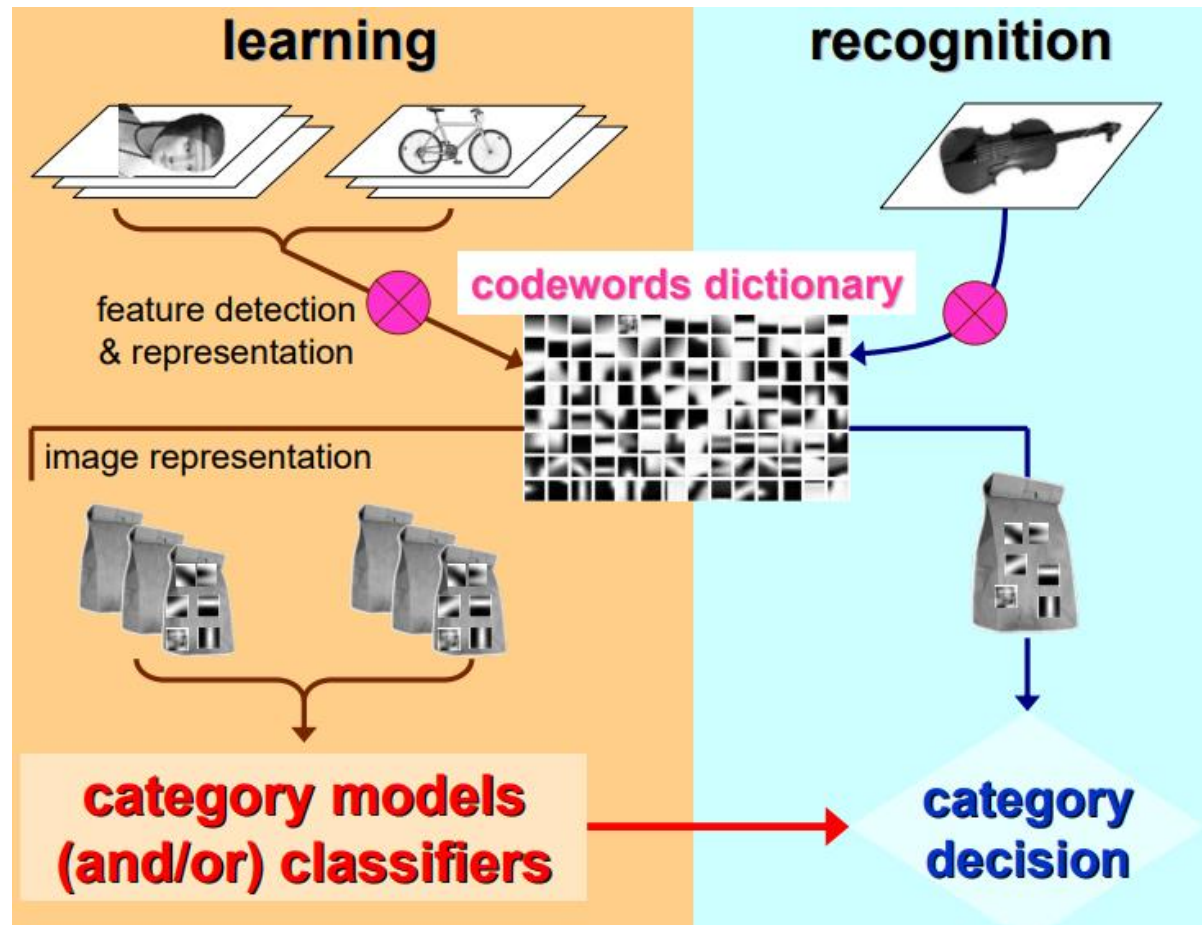 learning
recognition
codewords dictionary
feature detection
& representation
image representation
category models
(and/or) classifiers
category
decision